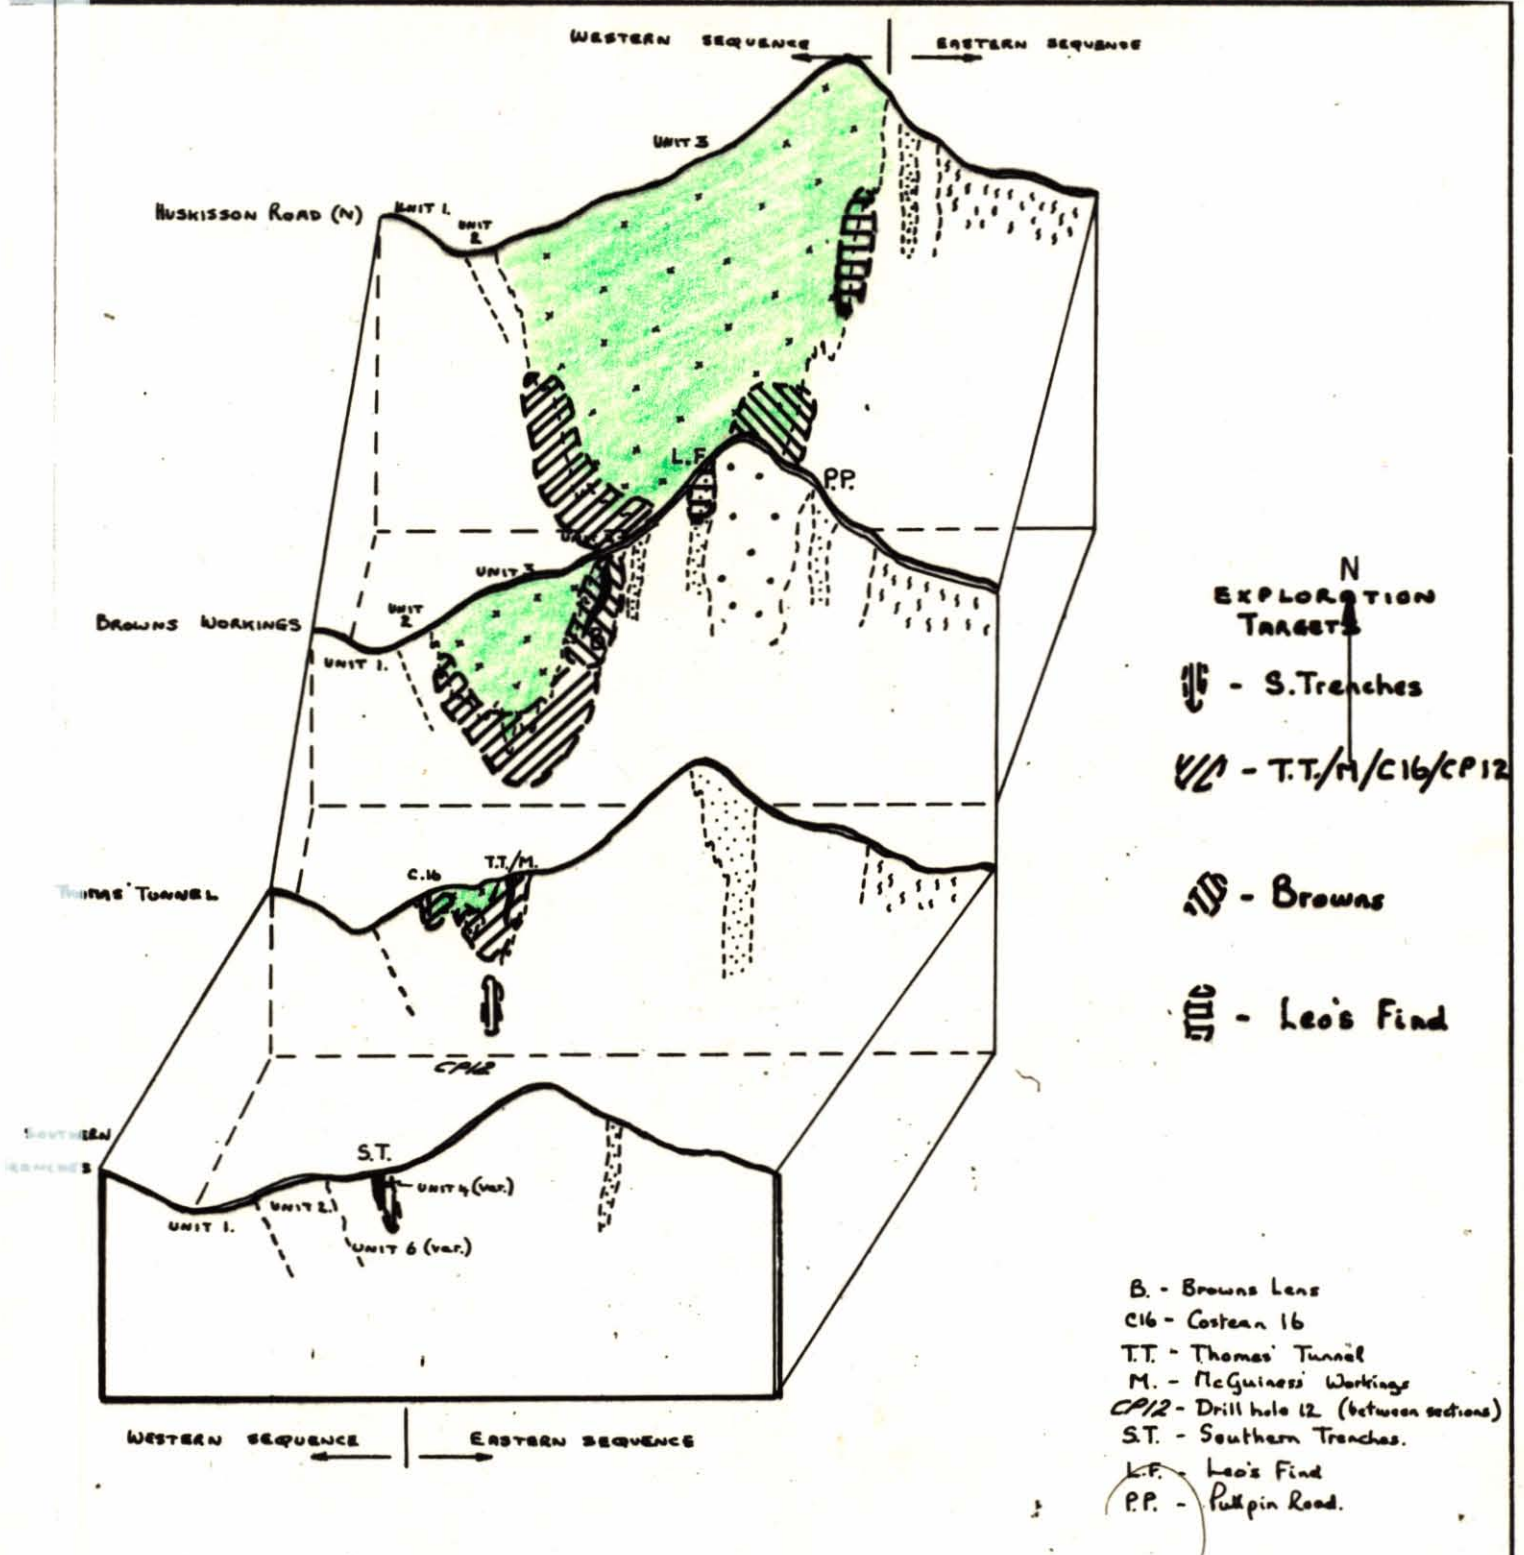 WESTERN SEQUENCE
EASTERN SEQUENCE
UNIT 3
HUSKISSON ROAD (N)
UNIT 1.
UNIT
2
L.F.
P.P.
UNIT 3
UNIT
2
BROWNS WORKINGS
UNIT 1.
C.16
T.T./M.
THOMAS' TUNNEL
CP12
SOUTHERN
TRENCHES
S.T.
UNIT 4 (var.)
UNIT 2.
UNIT 1.
UNIT 6 (var.)
WESTERN SEQUENCE
EASTERN SEQUENCE
N
EXPLORATION
TARGETS
- S.Trenches
- T.T./M/C16/CP12
- Browns
- Leo's Find
B. - Browns Lens
C16 - Costean 16
T.T. - Thomas' Tunnel
M. - McGuiness' Workings
CP12 - Drill hole 12 (between sections)
S.T. - Southern Trenches.
L.F. - Leo's Find
P.P. - Road.